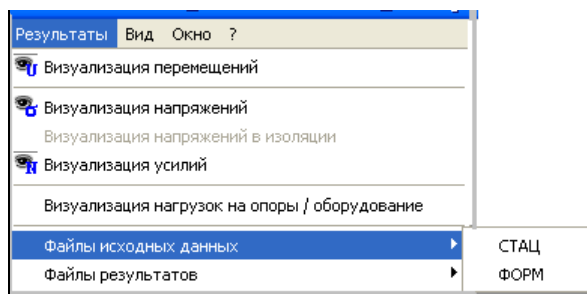 Результаты Вид Окно ?
Визуализация перемещений
Визуализация напряжений
Визуализация напряжений в изоляции
Визуализация усилий
Визуализация нагрузок на опоры / оборудование
Файлы исходных данных
СТАЦ
Файлы результатов
ФОРМ